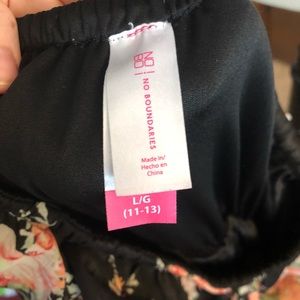 NO
BO
NO BOUNDARIES
Made in/
Hecho en
China
L/G
(11-13)